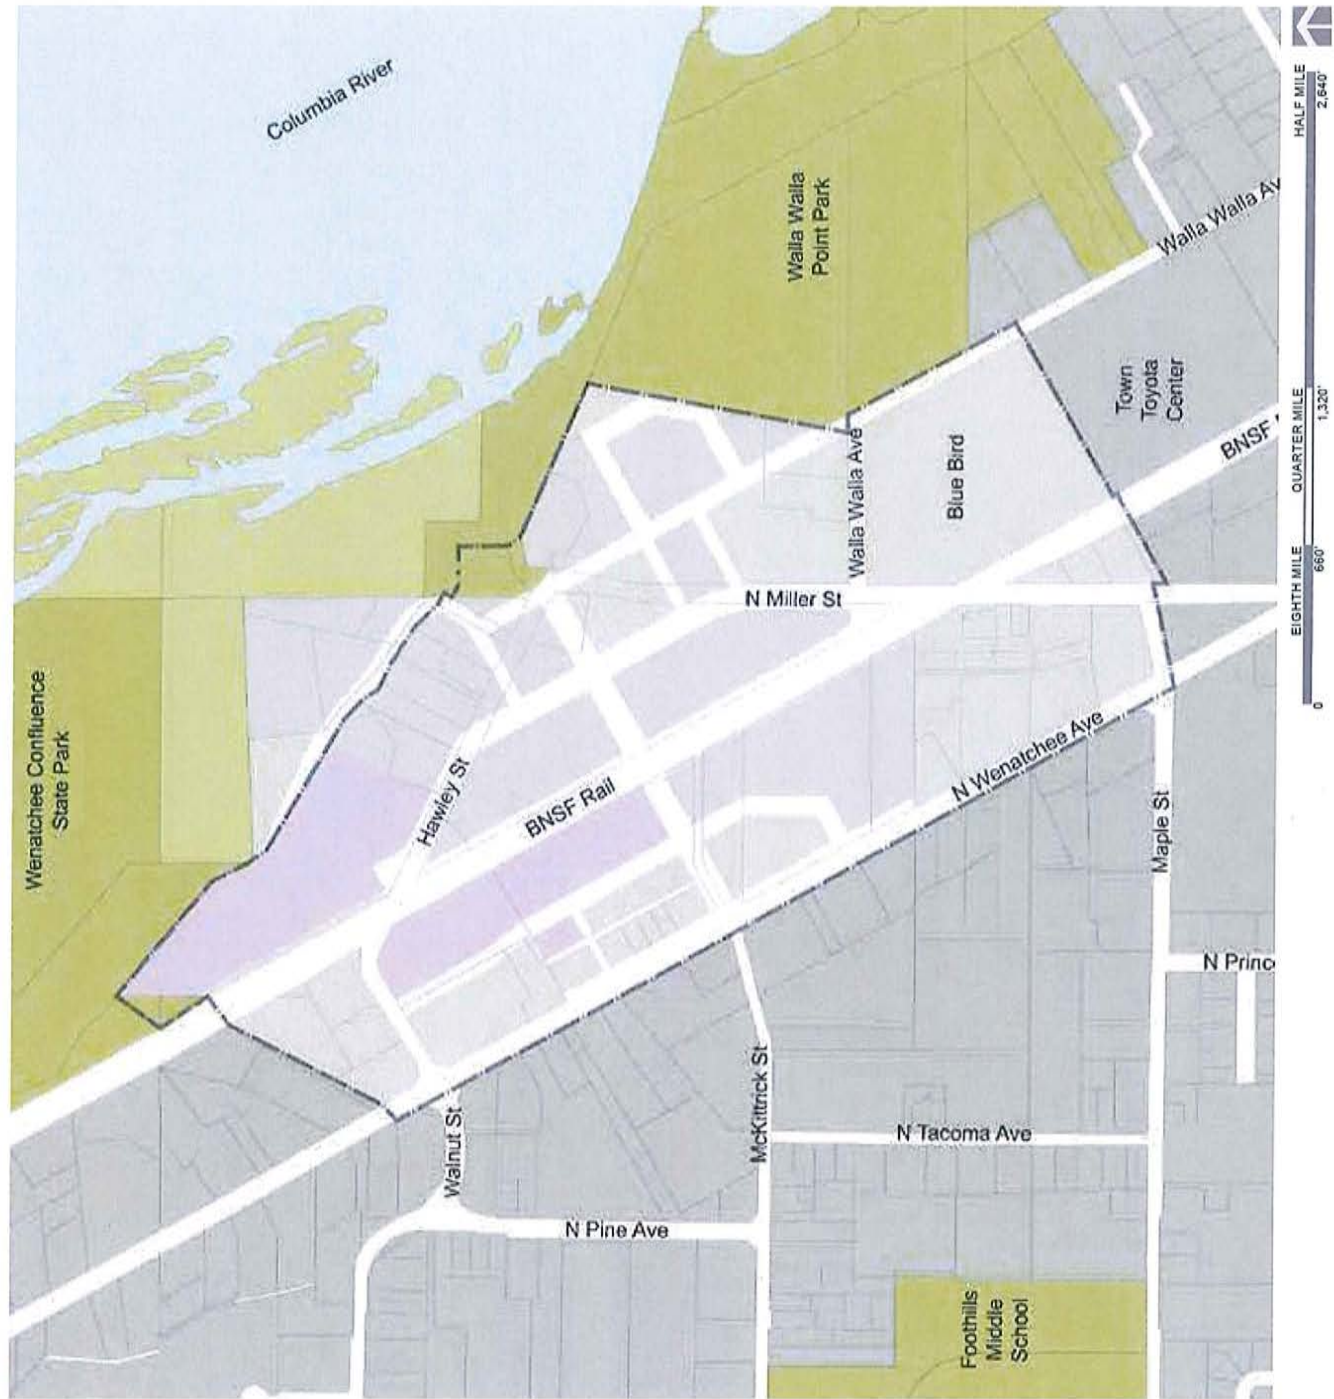 Columbia River
Wenatchee Confluence
State Park
Walla Walla
Point Park
Walla Walla Av
Town
Toyota
Center
BNSF
Blue Bird
Walla Walla Ave
N Miller St
Hawley St
BNSF Rail
N Wenatchee Ave
Maple St
N Princ
McKittrick St
Walnut St
N Tacoma Ave
N Pine Ave
Foothills
Middle
School
EIGHTH MILE
QUARTER MILE
HALF MILE
0
660'
1,320'
2,640'